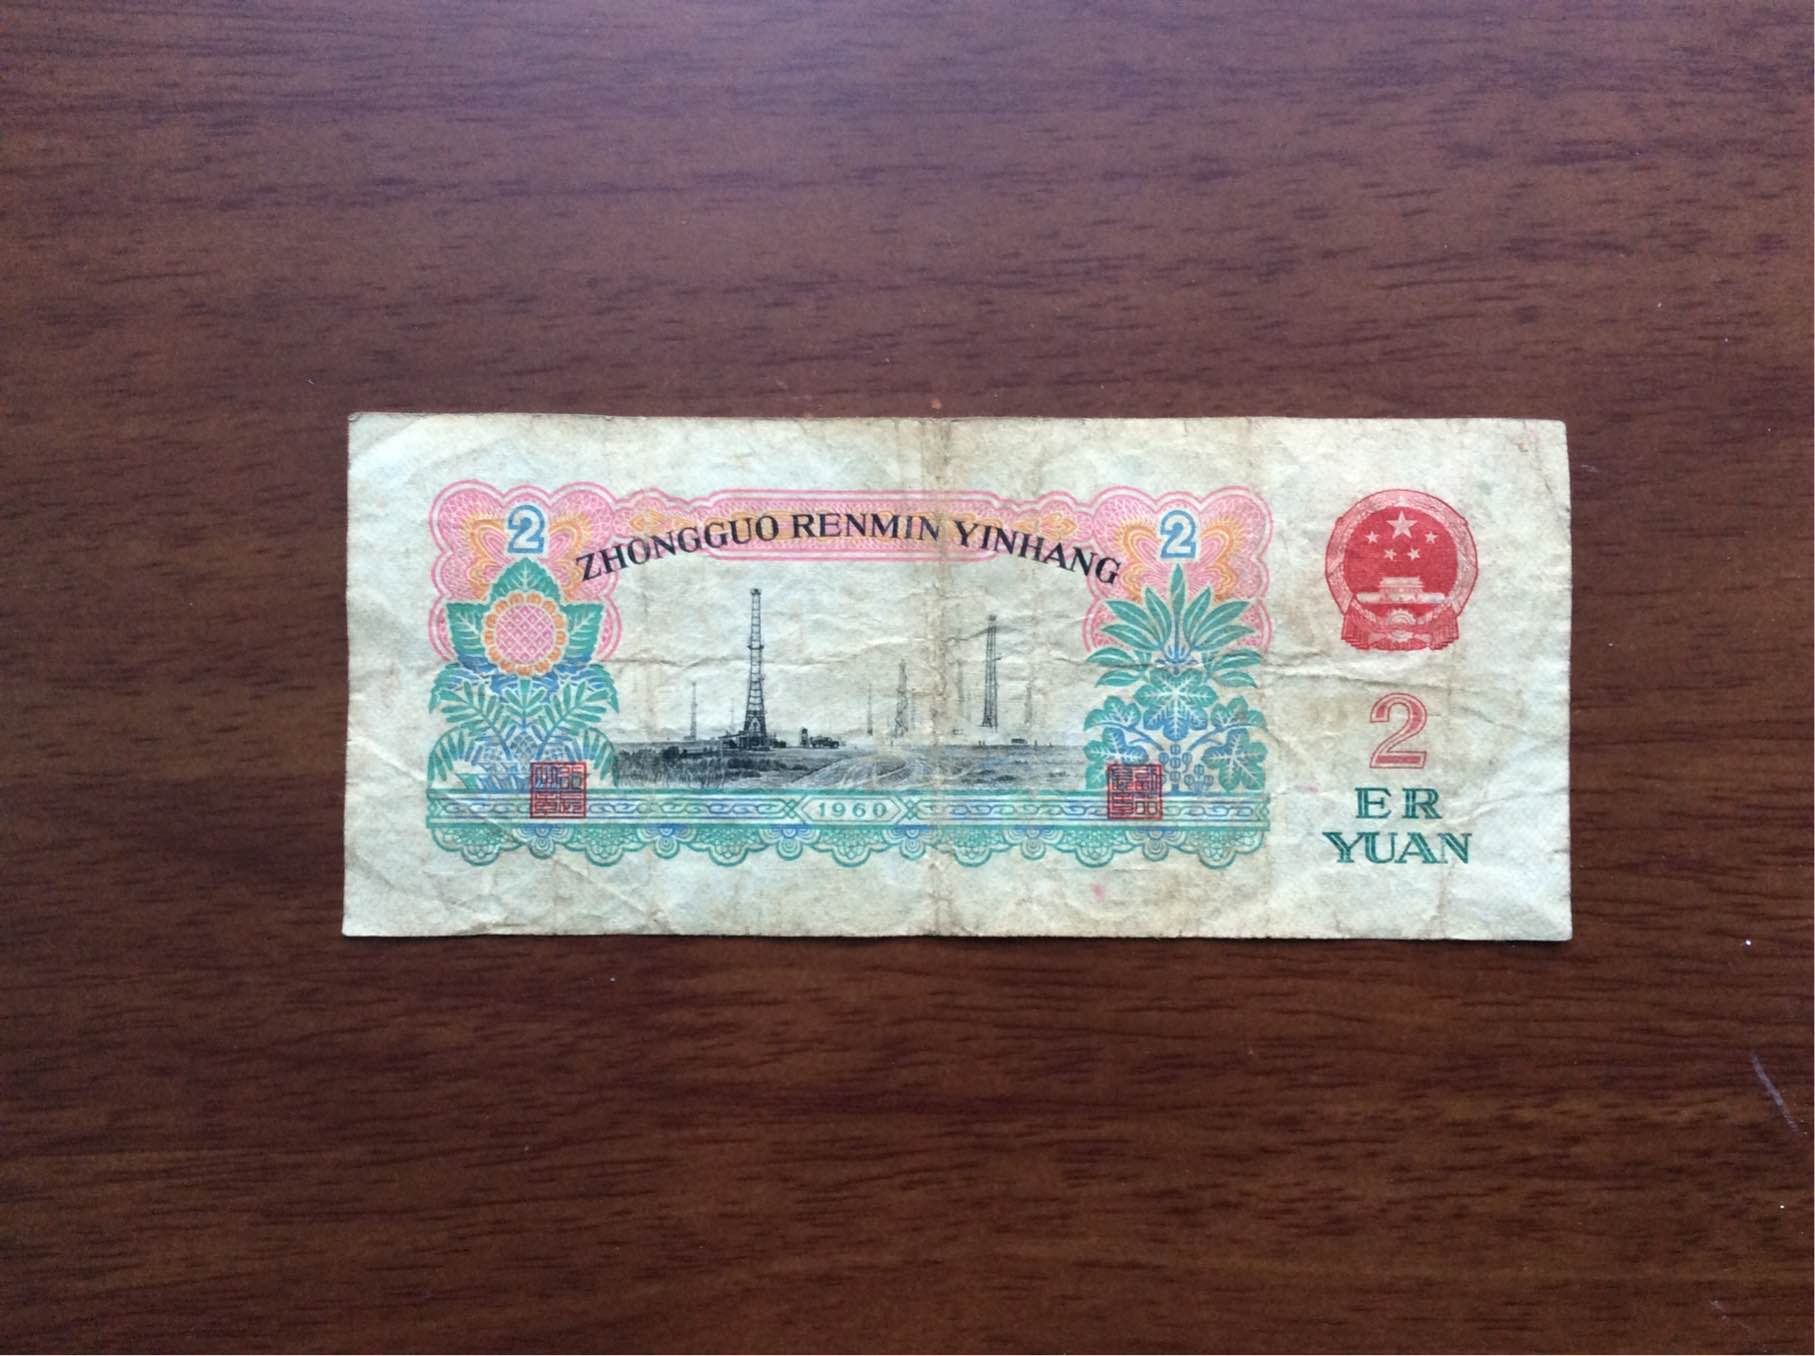 2 2
ZHONGGUO RENMIN YINHANG
2
1960
ER
YUAN